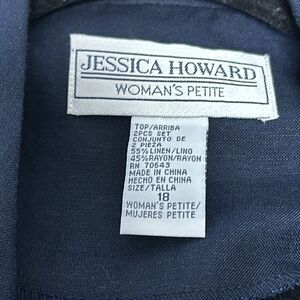 JESSICA HOWARD
WOMAN'S PETITE
TOP/ARRIBA
2PCS SET
CONJUNTO DE
2 PIEZA
55% LINEN/LINO
45% RAYON/RAYON
RN 70643
MADE IN CHINA
HECHO EN CHINA
SIZE/TALLA
18
WOMAN'S PETITE/
MUJERES PETITE